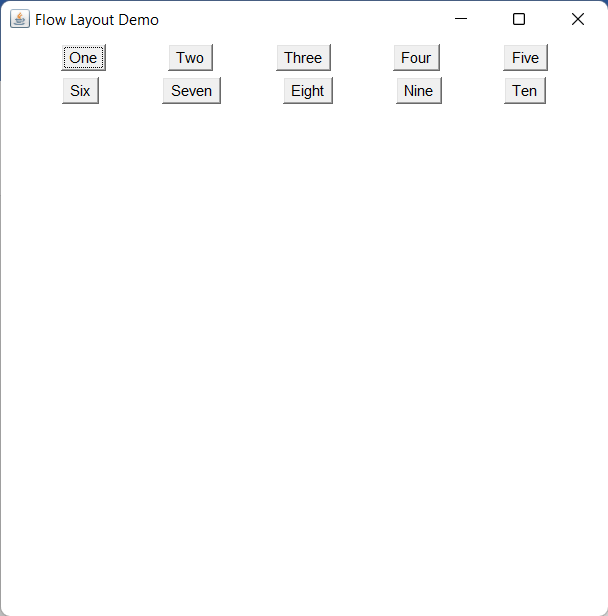 Flow Layout Demo
One Two Three Four Five
Six Seven Eight Nine Ten